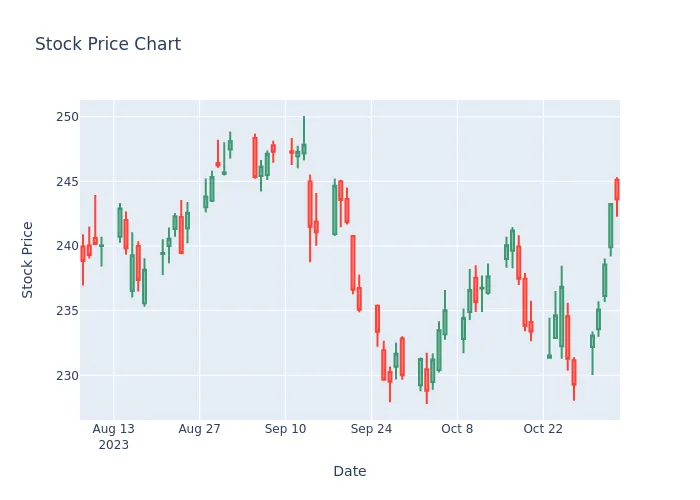 Stock Price Chart
Stock Price
250
245
240
235
230
Aug 13
2023
Aug 27
Sep 10
Sep 24
Oct 8
Oct 22
Date